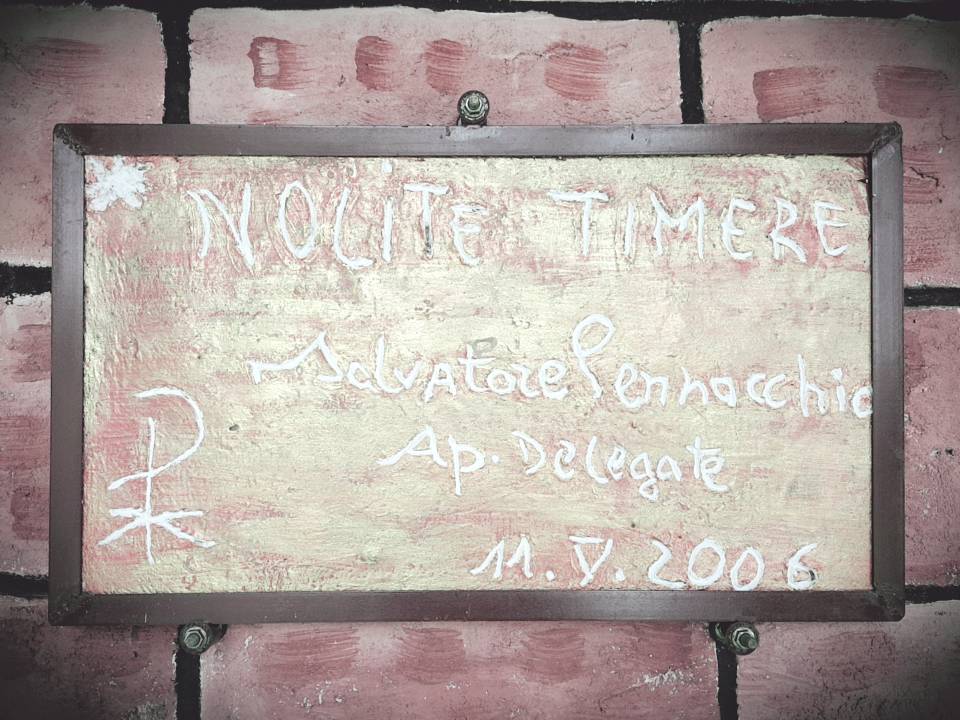 NOLiTE TIMERE
Salvatore Pennacchio
Ap. Delegate
11. V. 2006